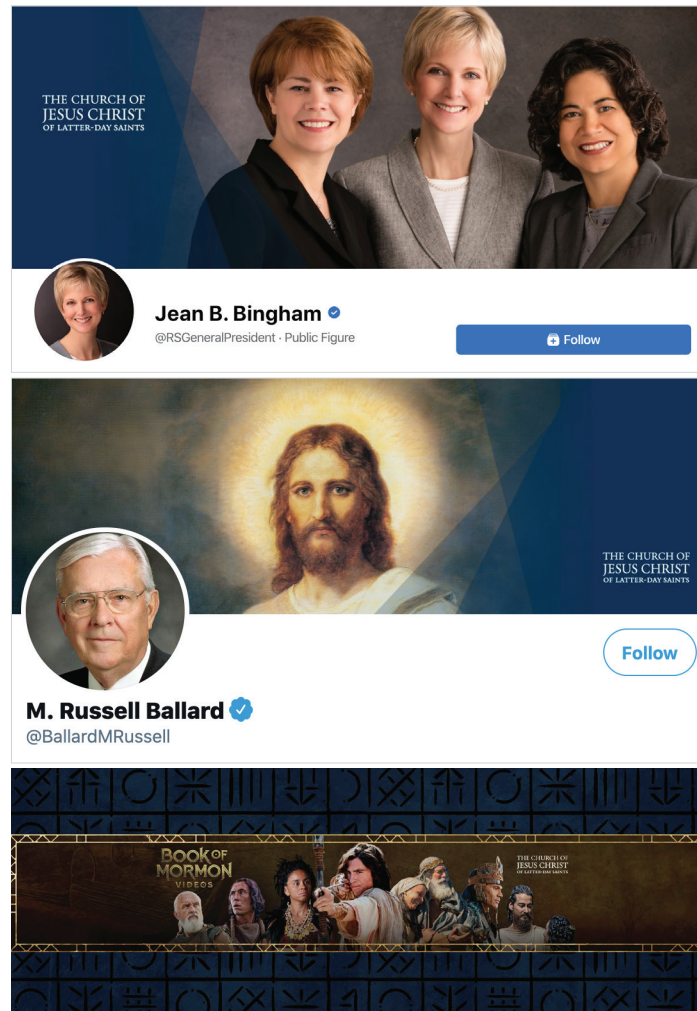 THE CHURCH OF
JESUS CHRIST
OF LATTER-DAY SAINTS
Jean B. Bingham
@RSGeneralPresident · Public Figure
Follow
THE CHURCH OF
JESUS CHRIST
OF LATTER-DAY SAINTS
Follow
M. Russell Ballard
@BallardMRussell
BOOK OF
MORMON
VIDEOS
THE CHURCH OF
JESUS CHRIST
OF LATTER-DAY SAINTS